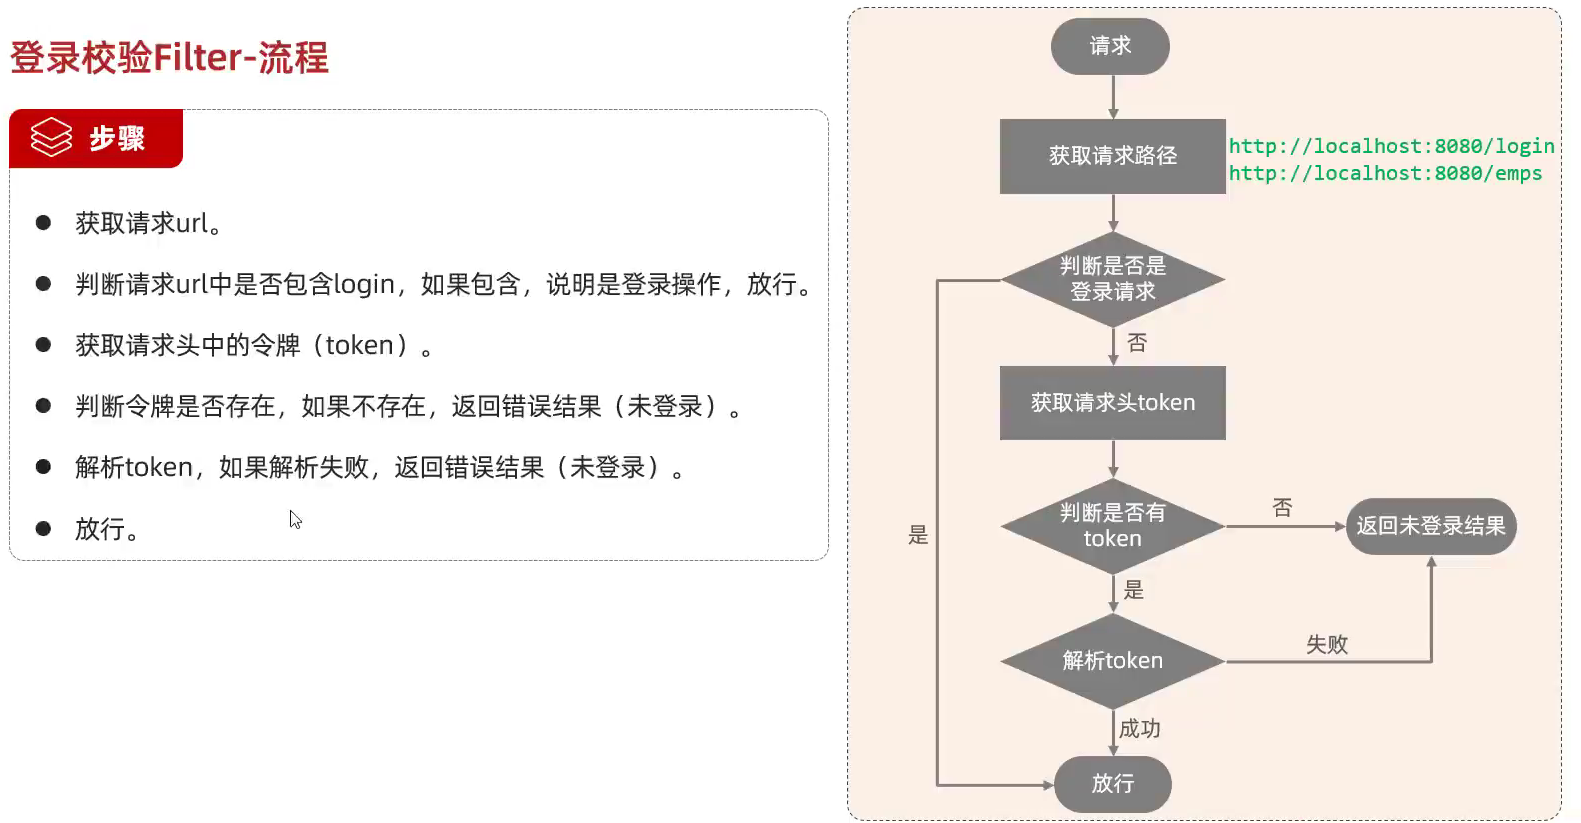 登录校验Filter-流程
步骤
获取请求url。
判断请求url中是否包含login，如果包含，说明是登录操作，放行。
获取请求头中的令牌（token）。
判断令牌是否存在，如果不存在，返回错误结果（未登录）。
解析token，如果解析失败，返回错误结果（未登录）。
放行。
请求
获取请求路径
http://localhost:8080/login
http://localhost:8080/emps
判断是否是
登录请求
否
获取请求头token
判断是否有
token
否
返回未登录结果
是
是
解析token
失败
成功
放行